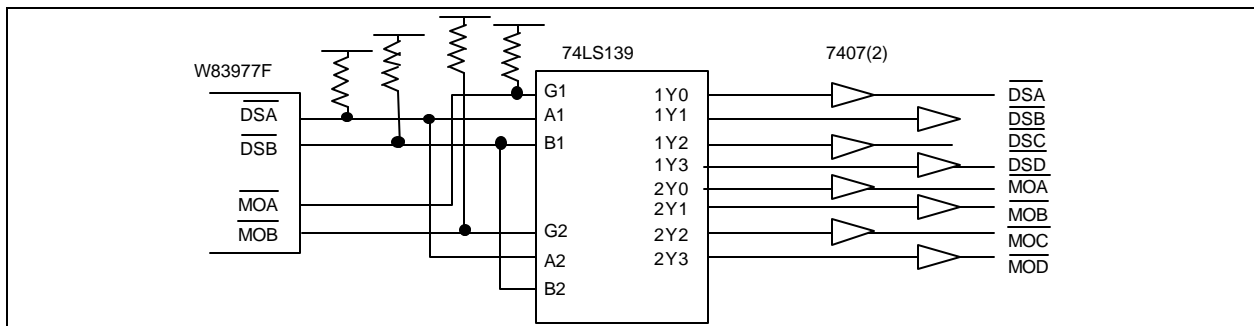 74LS139
7407(2)
W83977F
DSA
DSB
MOA
MOB
G1
A1
B1
G2
A2
B2
1Y0
1Y1
1Y2
1Y3
2Y0
2Y1
2Y2
2Y3
DSA
DSB
DSC
DSD
MOA
MOB
MOC
MOD